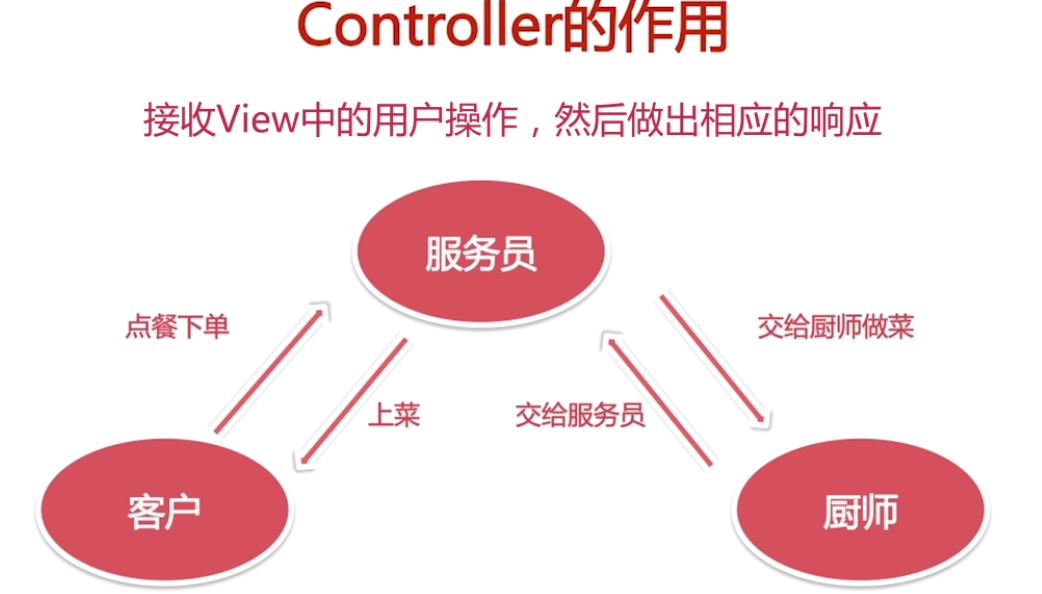 Controller的作用
接收View中的用户操作，然后做出相应的响应
服务员
点餐下单
交给厨师做菜
上菜
交给服务员
客户
厨师